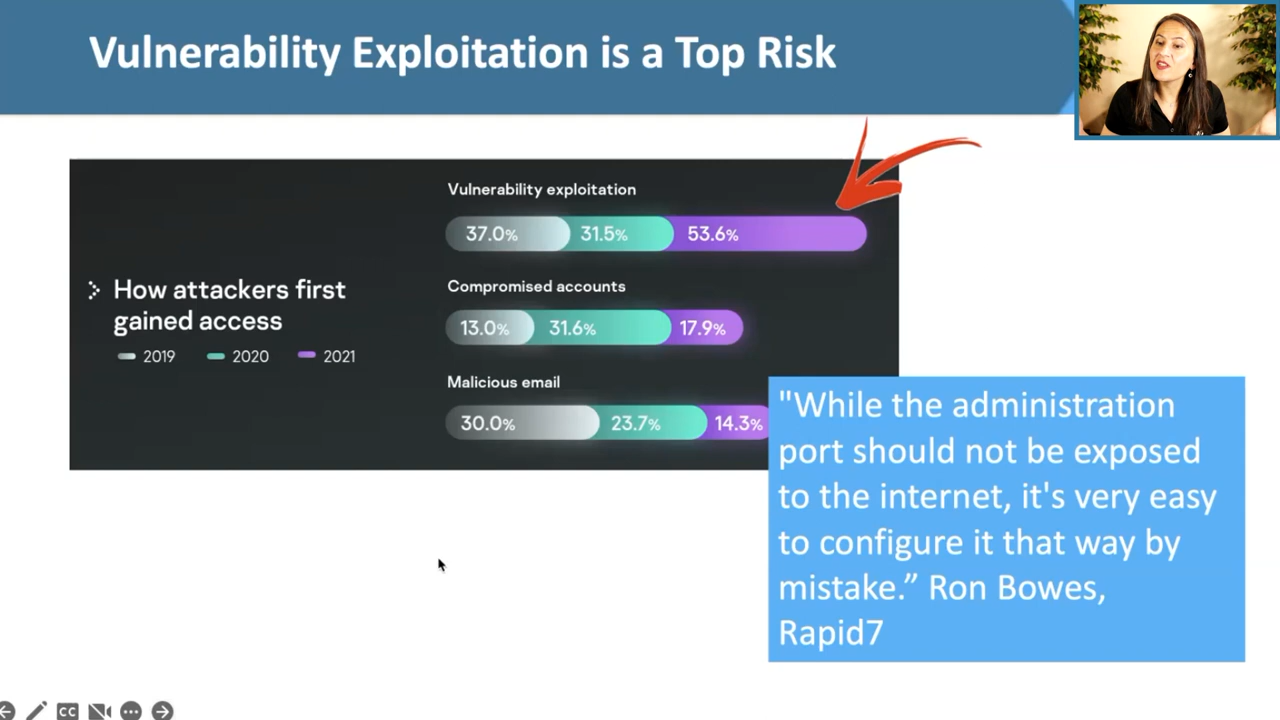 Vulnerability Exploitation is a Top Risk
Vulnerability exploitation
37.0% 31.5% 53.6%
How attackers first
gained access
2019 2020 2021
Compromised accounts
13.0% 31.6% 17.9%
Malicious email
30.0% 23.7% 14.3%
"While the administration
port should not be exposed
to the internet, it's very easy
to configure it that way by
mistake.” Ron Bowes,
Rapid7
CC